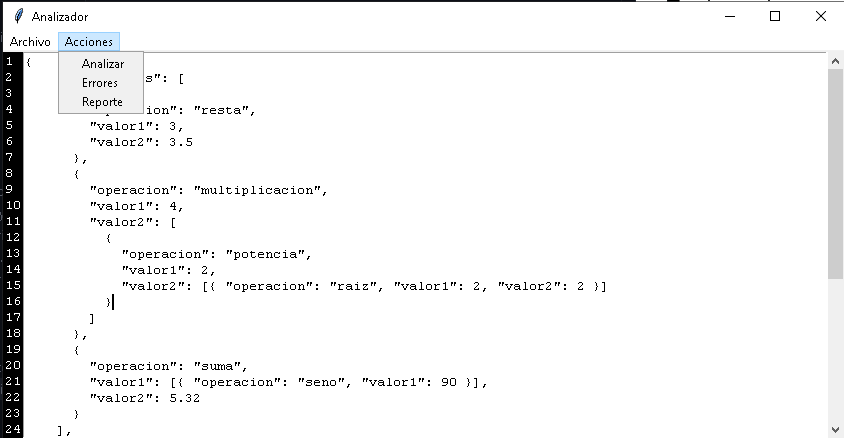 Analizador
Archivo Acciones
Analizar
Errores
Reporte
1 {
2 s": [
3
4 ion": "resta",
5 "valor1": 3,
6 "valor2": 3.5
7 },
8 {
9 "operacion": "multiplicacion",
10 "valor1": 4,
11 "valor2": [
12 {
13 "operacion": "potencia",
14 "valor1": 2,
15 "valor2": [{ "operacion": "raiz", "valor1": 2, "valor2": 2 }]
16 }
17 ]
18 },
19 {
20 "operacion": "suma",
21 "valor1": [{ "operacion": "seno", "valor1": 90 }],
22 "valor2": 5.32
23 }
24 ],